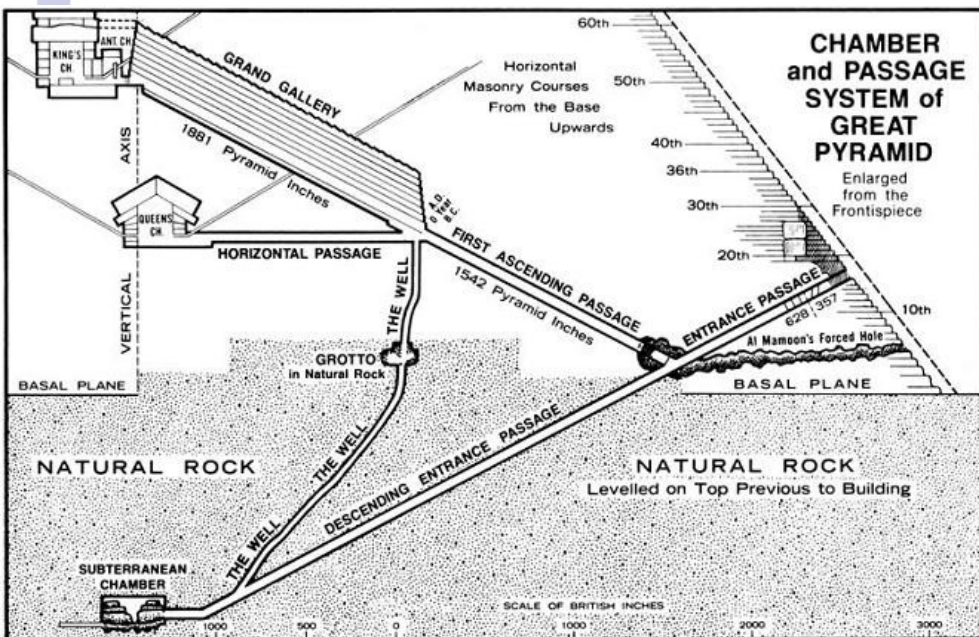 CHAMBER
and PASSAGE
SYSTEM of
GREAT
PYRAMID
Enlarged
from the
Frontispiece
60th
50th
40th
36th
30th
20th
10th
Horizontal
Masonry Courses
From the Base
Upwards
KING'S
CH.
ANT. CH.
GRAND GALLERY
1881 Pyramid Inches
AXIS
VERTICAL
QUEENS
CH.
HORIZONTAL PASSAGE
A.D.
0 Year
B.C.
FIRST ASCENDING PASSAGE
1542 Pyramid Inches
ENTRANCE PASSAGE
628
357
Al Mamoon's Forced Hole
THE WELL
GROTTO
in Natural Rock
BASAL PLANE
BASAL PLANE
NATURAL ROCK
THE WELL
DESCENDING ENTRANCE PASSAGE
NATURAL ROCK
Levelled on Top Previous to Building
THE WELL
SUBTERRANEAN
CHAMBER
SCALE OF BRITISH INCHES
1000
0
1000
2000
3000